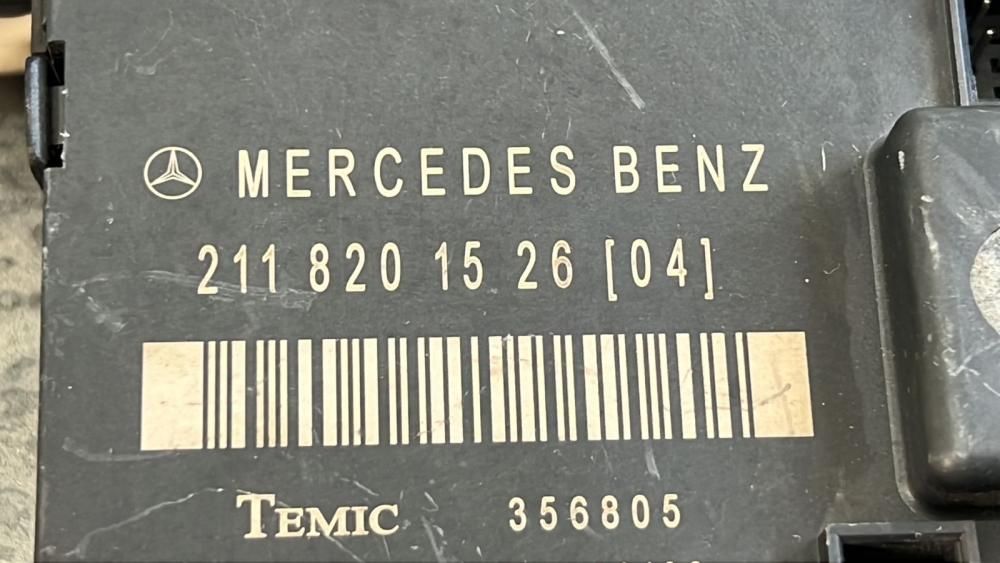 MERCEDES BENZ
211 820 15 26 [04]
TEMIC 356805